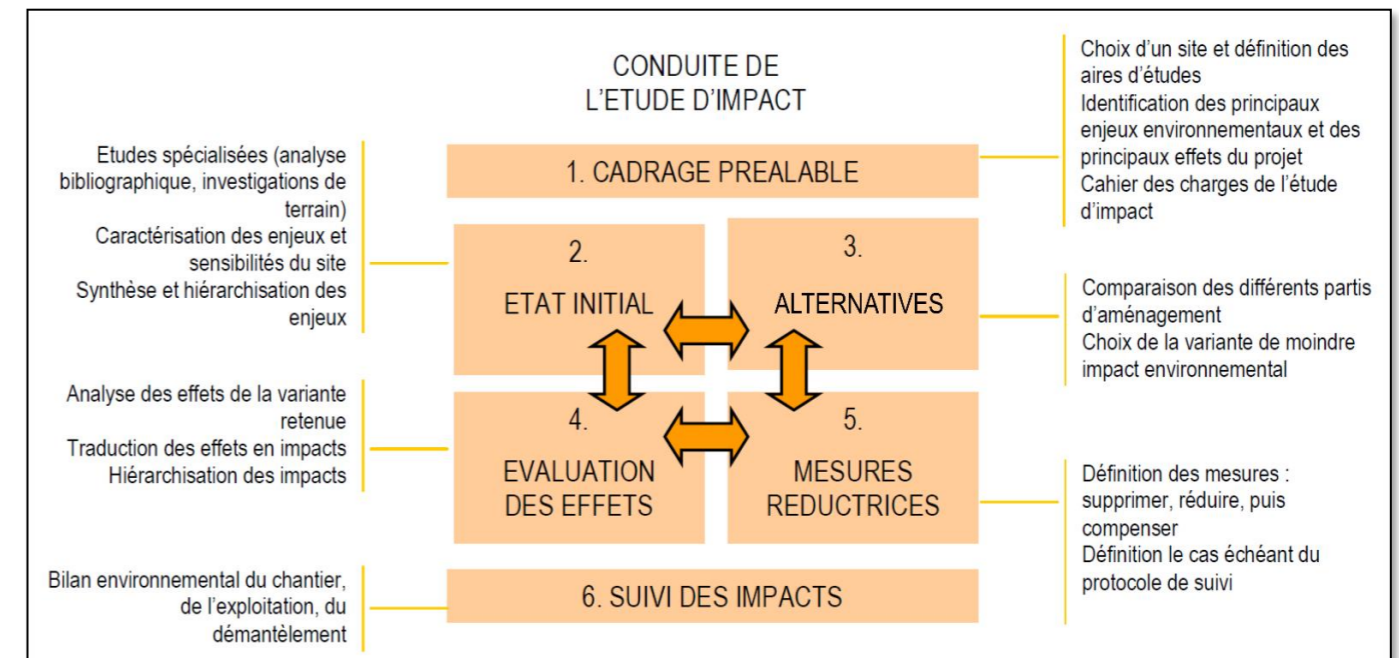 CONDUITE DE
L'ETUDE D'IMPACT
1. CADRAGE PREALABLE
Choix d'un site et définition des
aires d'études
Identification des principaux
enjeux environnementaux et des
principaux effets du projet
Cahier des charges de l'étude
d'impact
Etudes spécialisées (analyse
bibliographique, investigations de
terrain)
Caractérisation des enjeux et
sensibilités du site
Synthèse et hiérarchisation des
enjeux
2.
ETAT INITIAL
3.
ALTERNATIVES
Comparaison des différents partis
d'aménagement
Choix de la variante de moindre
impact environnemental
Analyse des effets de la variante
retenue
Traduction des effets en impacts
Hiérarchisation des impacts
4.
EVALUATION
DES EFFETS
5.
MESURES
REDUCTRICES
Définition des mesures :
supprimer, réduire, puis
compenser
Définition le cas échéant du
protocole de suivi
Bilan environnemental du chantier,
de l'exploitation, du
démantèlement
6. SUIVI DES IMPACTS